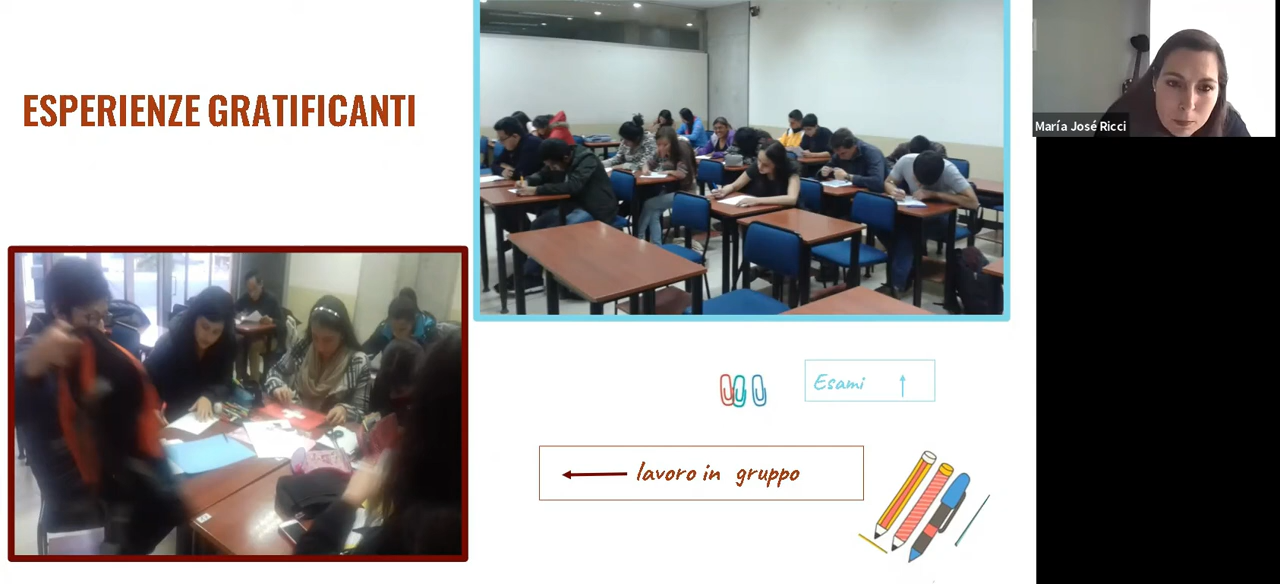 ESPERIENZE GRATIFICANTI
María José Ricci
Esami
lavoro in gruppo